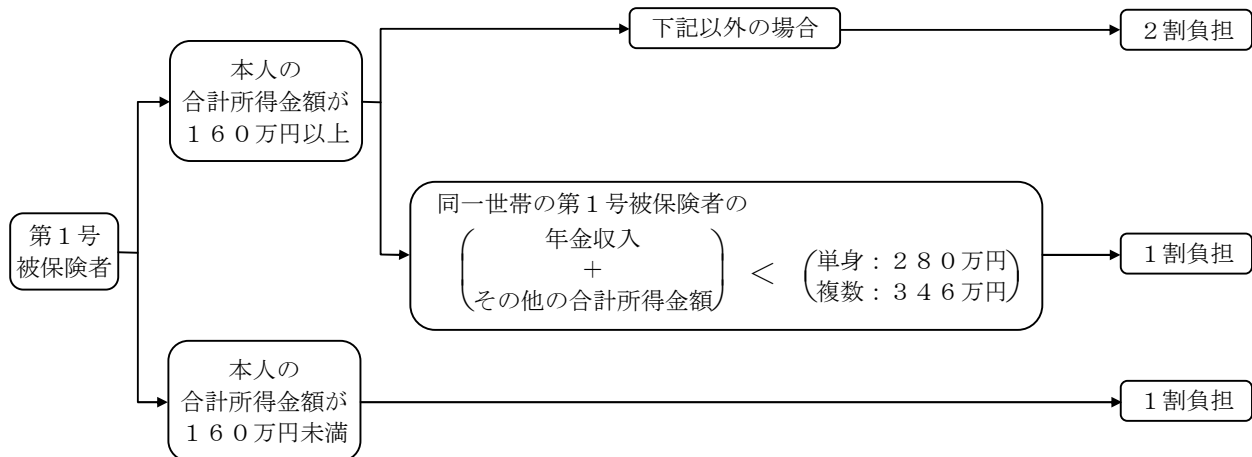 下記以外の場合
２割負担
本人の
合計所得金額が
１６０万円以上
同一世帯の第１号被保険者の
年金収入
+
その他の合計所得金額
<
単身：２８０万円
複数：３４６万円
１割負担
第１号
被保険者
本人の
合計所得金額が
１６０万円未満
１割負担